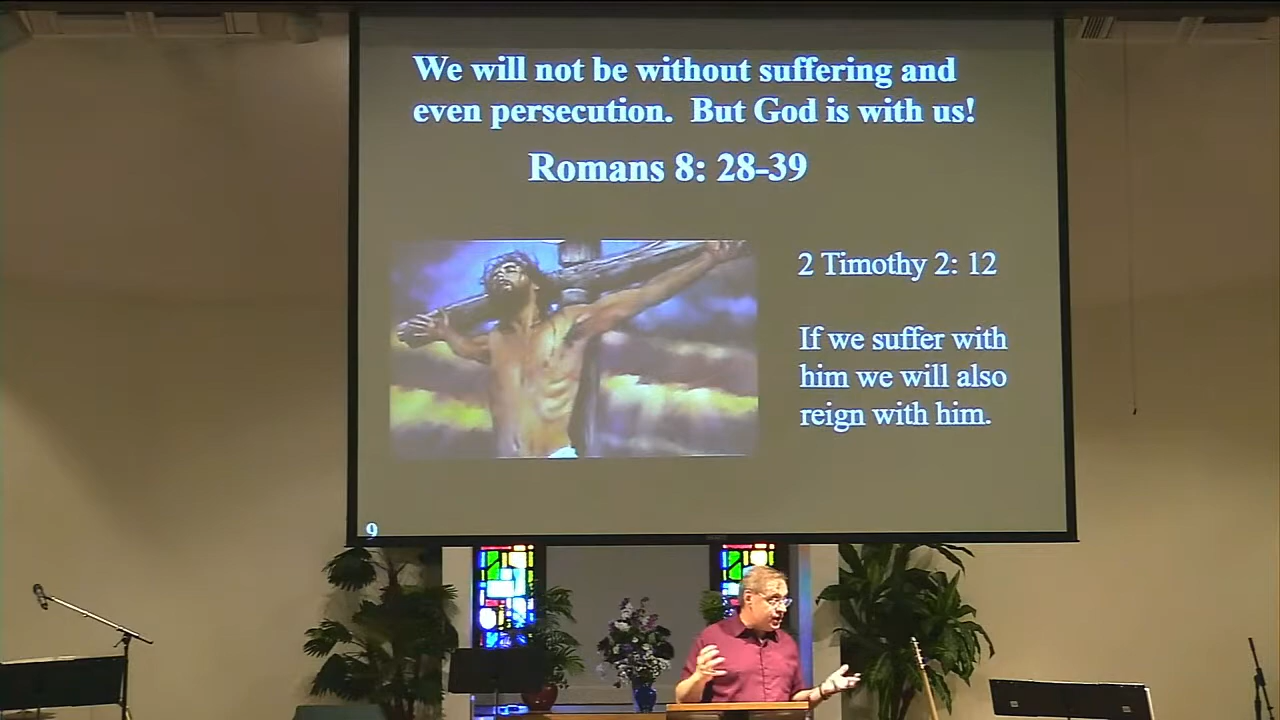 We will not be without suffering and
even persecution.  But God is with us!
Romans 8: 28-39
2 Timothy 2: 12
If we suffer with
him we will also
reign with him.
9